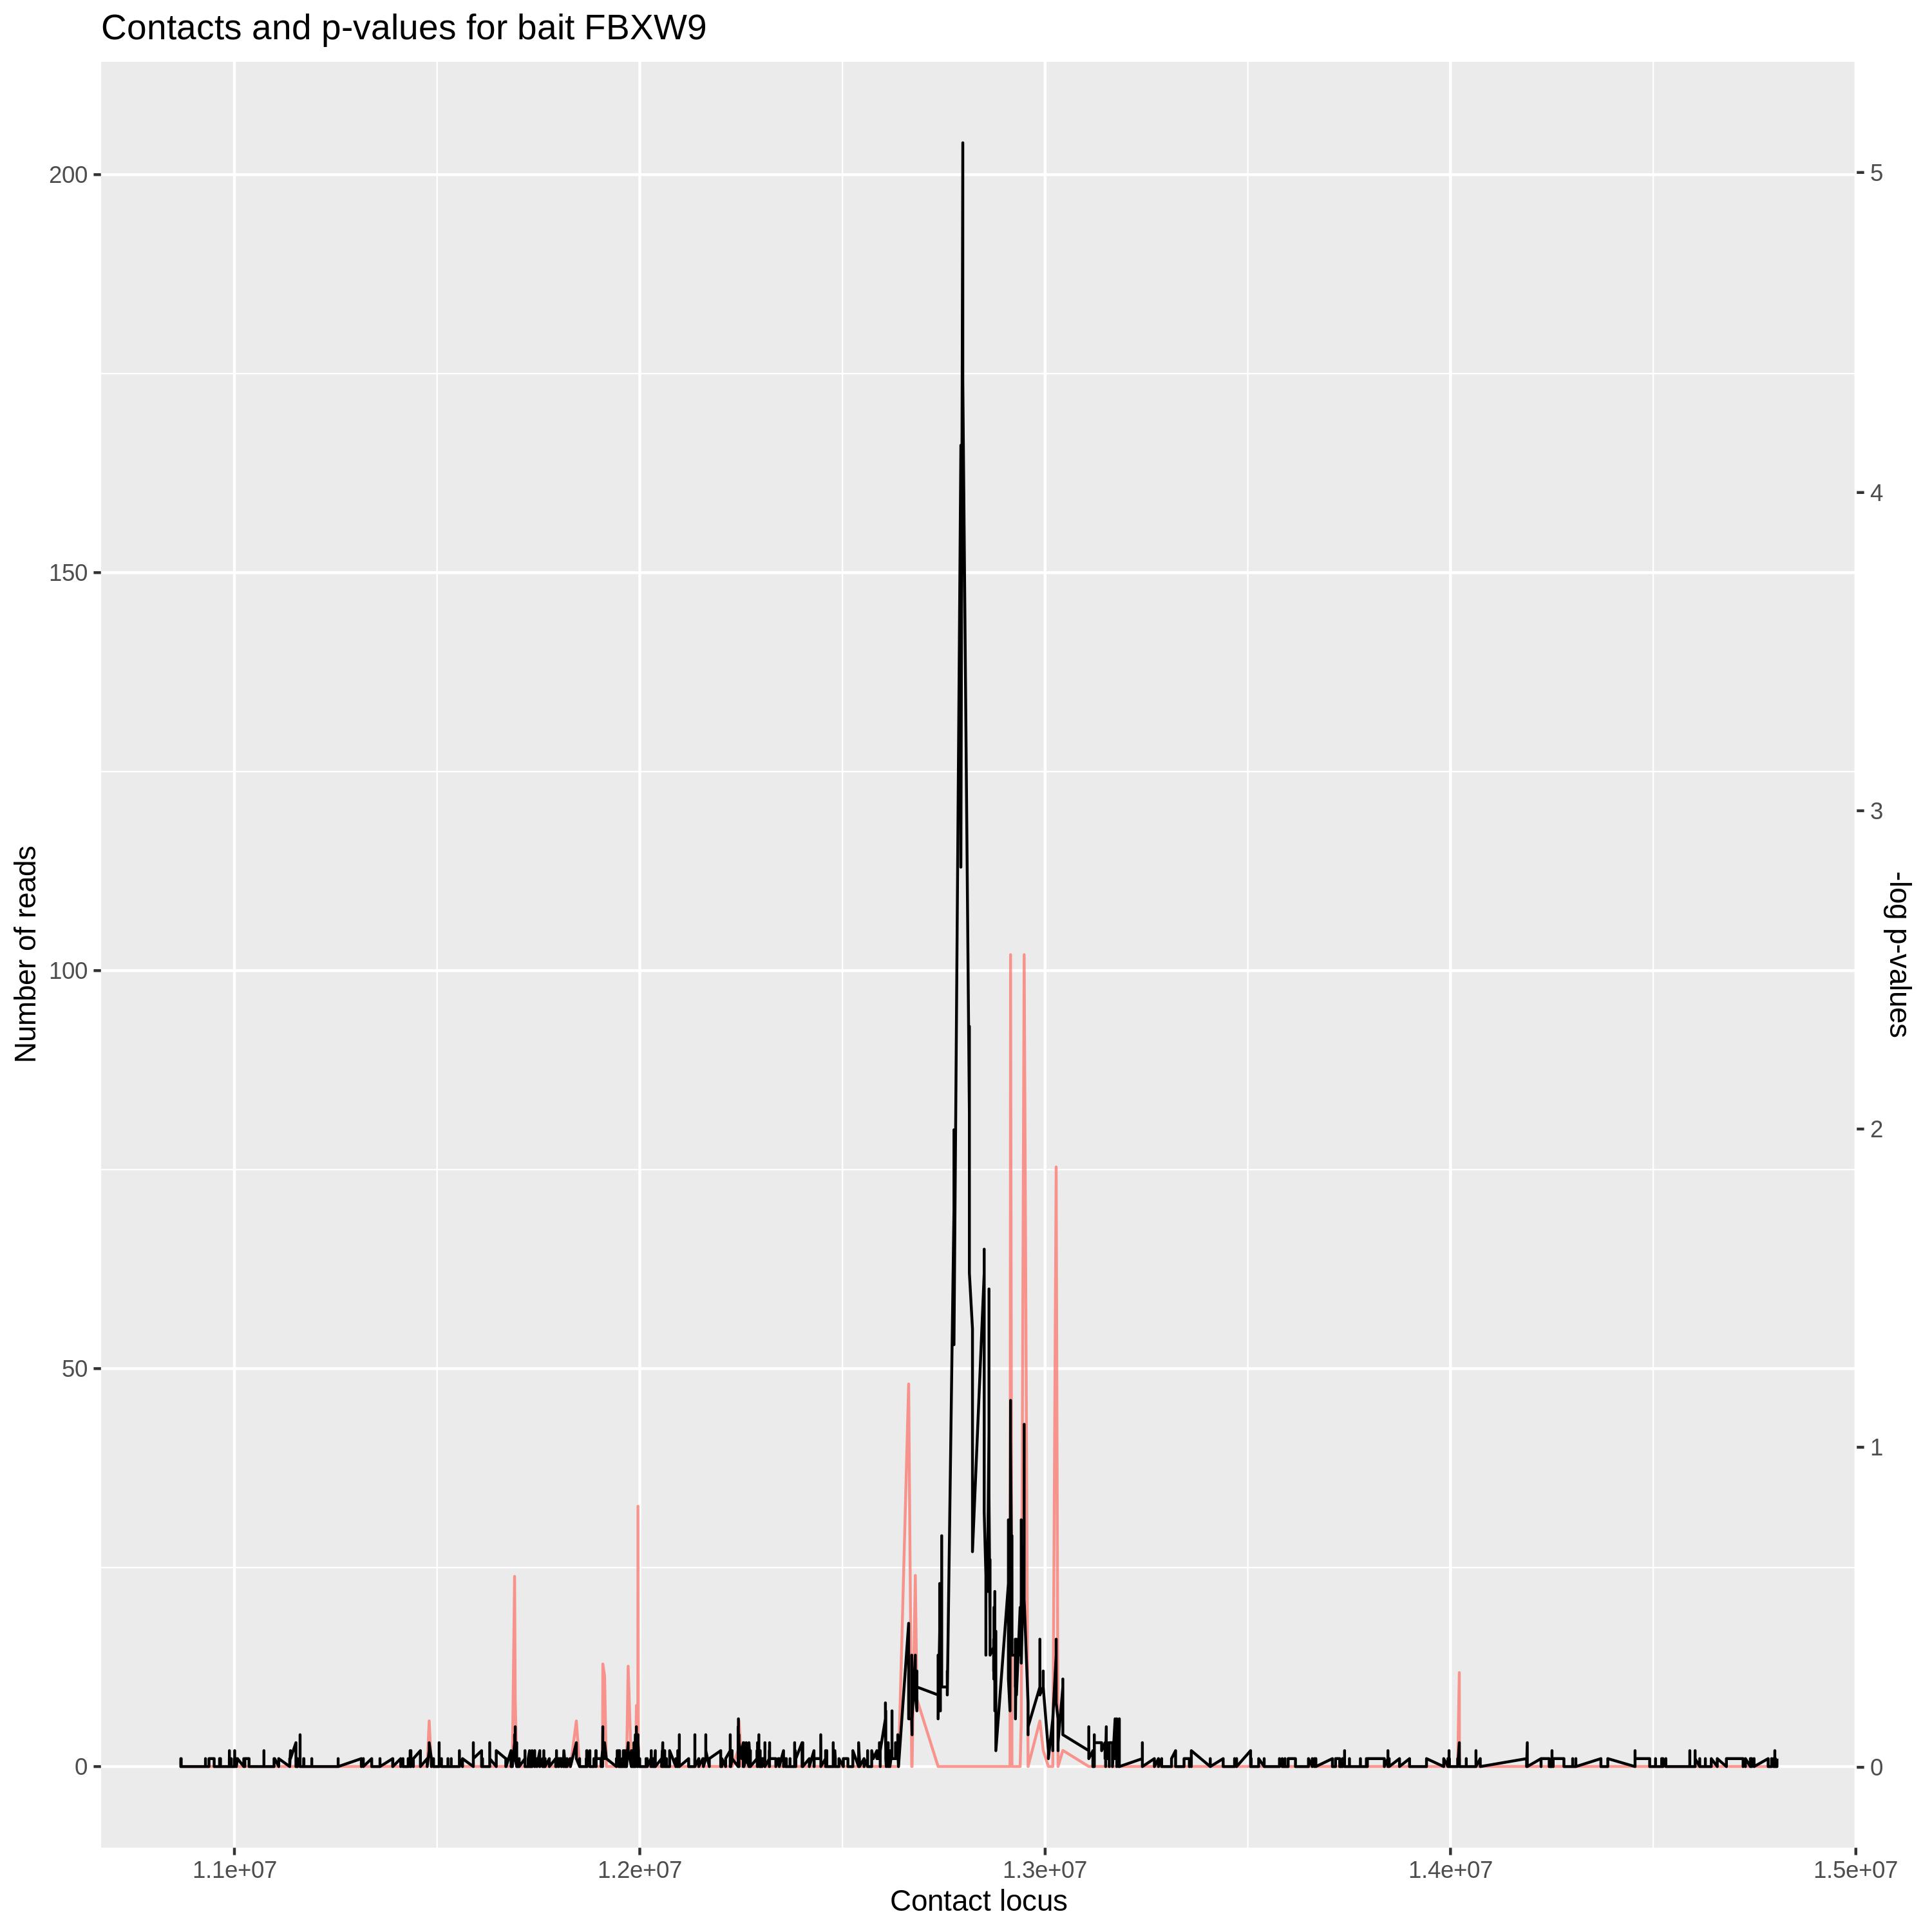 Contacts and p-values for bait FBXW9
200
150
100
50
0
Number of reads
5
4
3
2
1
0
-log p-values
1.1e+07
1.2e+07
1.3e+07
1.4e+07
1.5e+07
Contact locus